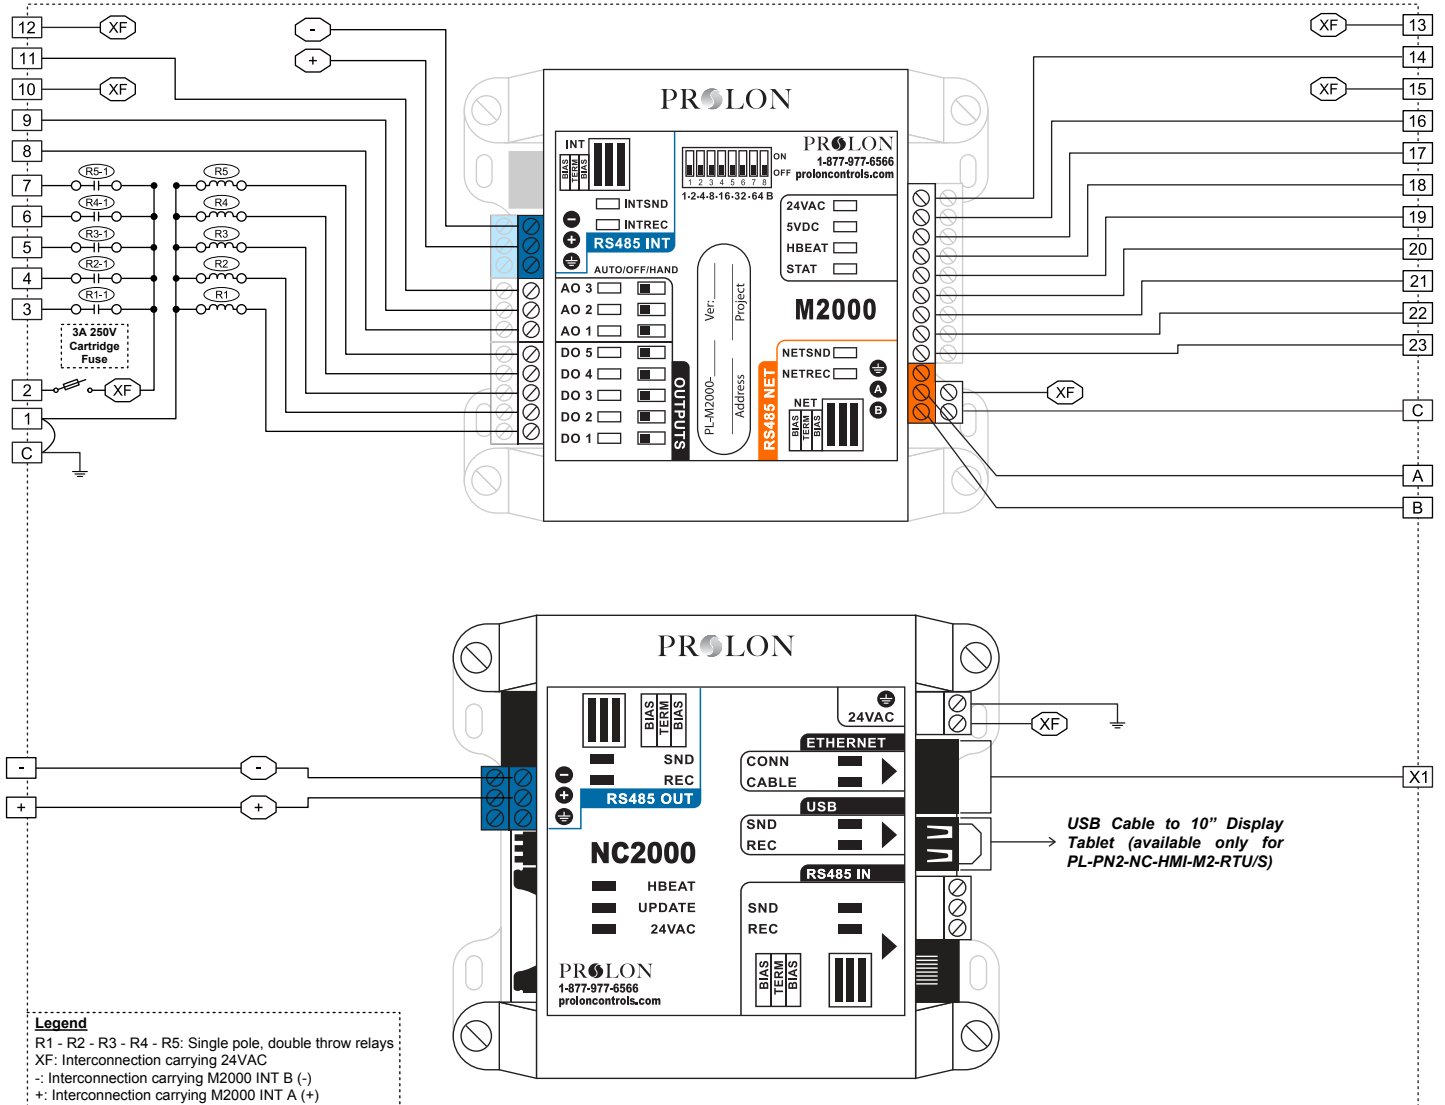 12 XF - XF 13
11 + 14
10 XF XF 15
9 16
8 17
7 R5-1 R5 18
6 R4-1 R4 19
5 R3-1 R3 20
4 R2-1 R2 21
3 R1-1 R1 22
23
3A 250V
Cartridge
Fuse
2 XF
1
C
PROLON
INT
BIAS
TERM
BIAS
INTSND
INTREC
RS485 INT
- 
+
ON
OFF
1 2 3 4 5 6 7 8
1-2-4-8-16-32-64 B
PROLON
1-877-977-6566
proloncontrols.com
24VAC
5VDC
HBEAT
STAT
M2000
AUTO/OFF/HAND
AO 3
AO 2
AO 1
DO 5
DO 4
DO 3
DO 2
DO 1
OUTPUTS
PL-M2000-______ Ver:____
Address ______ Project
RS485 NET
NETSND
NETREC
NET
BIAS
TERM
BIAS
A
B
XF
C
A
B
PROLON
BIAS
TERM
BIAS
SND
REC
RS485 OUT
-
+
- -
+ +
24VAC
XF
ETHERNET
CONN
CABLE
X1
USB
SND
REC
USB Cable to 10” Display
Tablet (available only for
PL-PN2-NC-HMI-M2-RTU/S)
NC2000
HBEAT
UPDATE
24VAC
RS485 IN
SND
REC
BIAS
TERM
BIAS
PROLON
1-877-977-6566
proloncontrols.com
Legend
R1 - R2 - R3 - R4 - R5: Single pole, double throw relays
XF: Interconnection carrying 24VAC
-: Interconnection carrying M2000 INT B (-)
+: Interconnection carrying M2000 INT A (+)